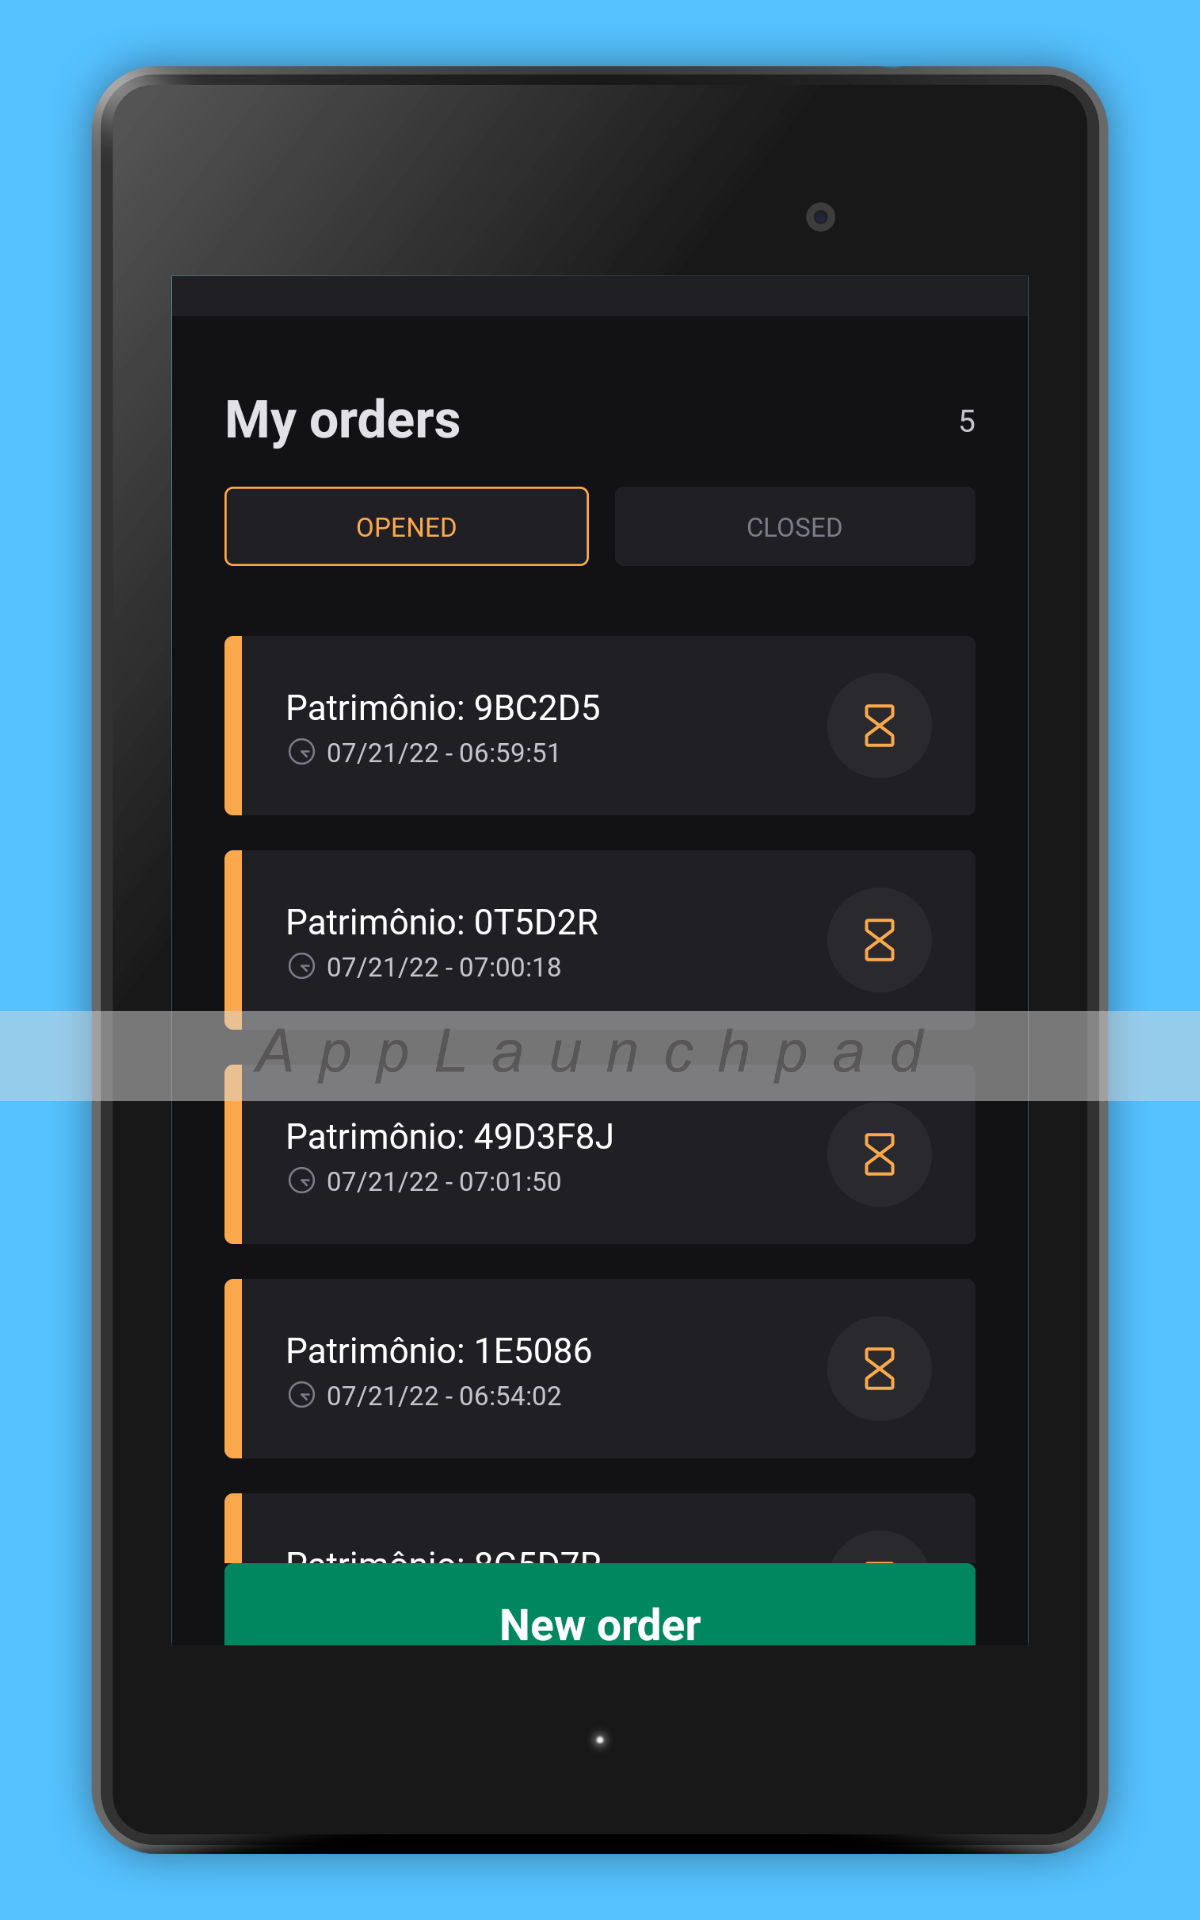 My orders
5
OPENED
CLOSED
Patrimônio: 9BC2D5
07/21/22 - 06:59:51
Patrimônio: 0T5D2R
07/21/22 - 07:00:18
AppLaunchpad
Patrimônio: 49D3F8J
07/21/22 - 07:01:50
Patrimônio: 1E5086
07/21/22 - 06:54:02
Patrimônio:
New order